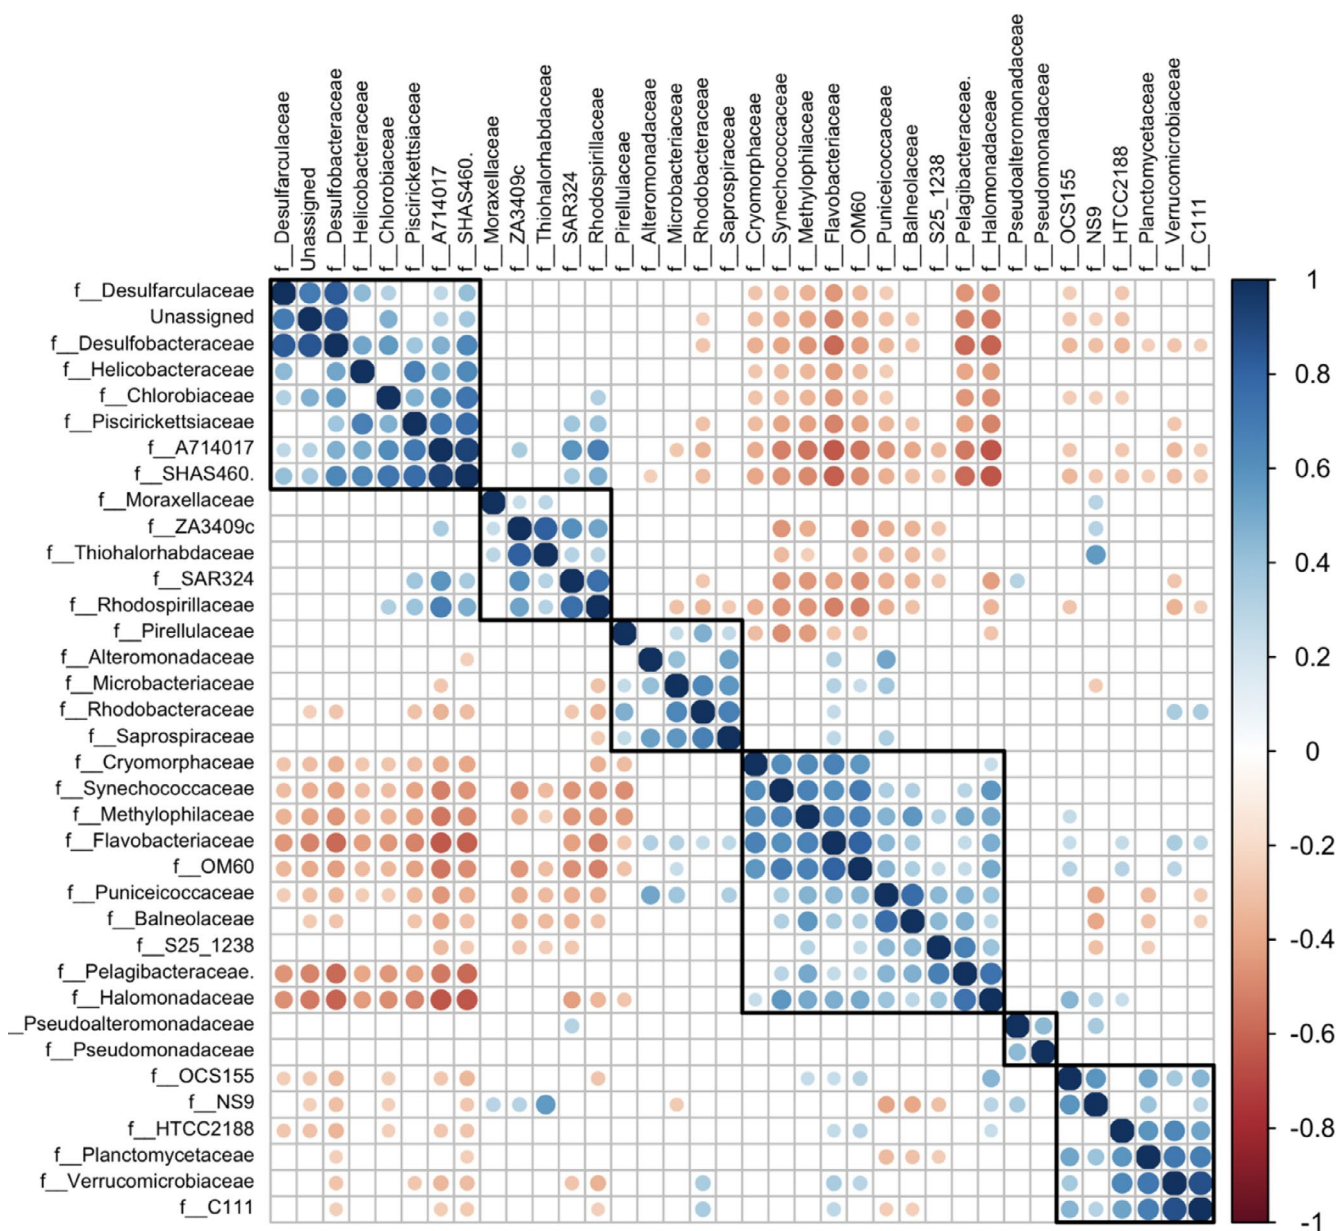 f__Desulfarculaceae
Unassigned
f__Desulfobacteraceae
f__Helicobacteraceae
f__Chlorobiaceae
f__Piscirickettsiaceae
f__A714017
f__SHAS460.
f__Moraxellaceae
f__ZA3409c
f__Thiohalorhabdaceae
f__SAR324
f__Rhodospirillaceae
f__Pirellulaceae
f__Alteromonadaceae
f__Microbacteriaceae
f__Rhodobacteraceae
f__Saprospiraceae
f__Cryomorphaceae
f__Synechococcaceae
f__Methylophilaceae
f__Flavobacteriaceae
f__OM60
f__Puniceicoccaceae
f__Balneolaceae
f__S25_1238
f__Pelagibacteraceae.
f__Halomonadaceae
f__Pseudoalteromonadaceae
f__Pseudomonadaceae
f__OCS155
f__NS9
f__HTCC2188
f__Planctomycetaceae
f__Verrucomicrobiaceae
f__C111
f__Desulfarculaceae
Unassigned
f__Desulfobacteraceae
f__Helicobacteraceae
f__Chlorobiaceae
f__Piscirickettsiaceae
f__A714017
f__SHAS460.
f__Moraxellaceae
f__ZA3409c
f__Thiohalorhabdaceae
f__SAR324
f__Rhodospirillaceae
f__Pirellulaceae
f__Alteromonadaceae
f__Microbacteriaceae
f__Rhodobacteraceae
f__Saprospiraceae
f__Cryomorphaceae
f__Synechococcaceae
f__Methylophilaceae
f__Flavobacteriaceae
f__OM60
f__Puniceicoccaceae
f__Balneolaceae
f__S25_1238
f__Pelagibacteraceae.
f__Halomonadaceae
_Pseudoalteromonadaceae
f__Pseudomonadaceae
f__OCS155
f__NS9
f__HTCC2188
f__Planctomycetaceae
f__Verrucomicrobiaceae
f__C111
1
0.8
0.6
0.4
0.2
0
-0.2
-0.4
-0.6
-0.8
-1